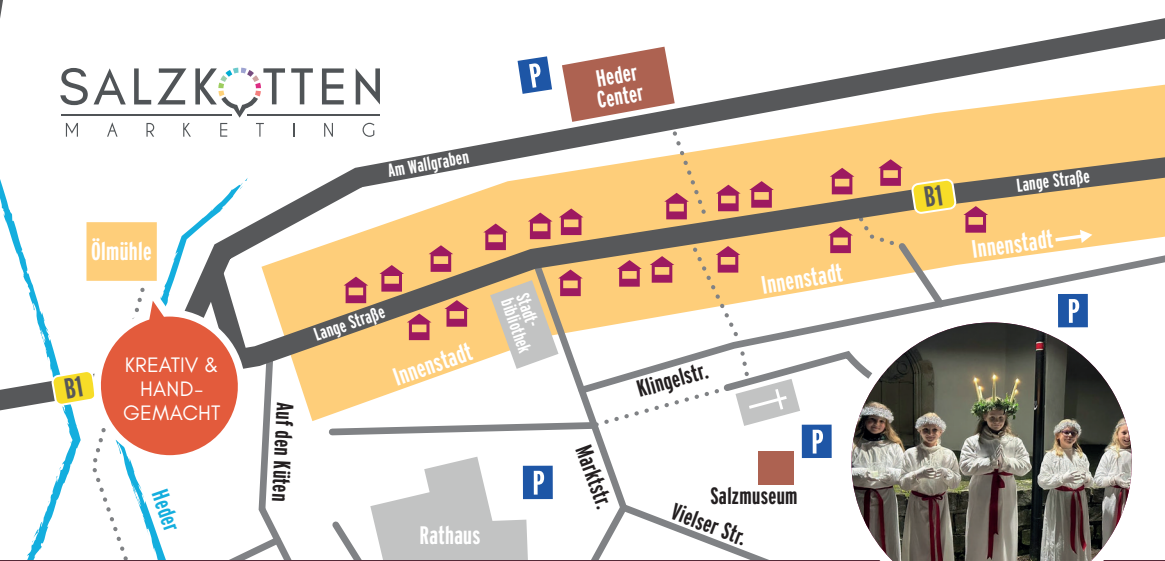 SALZKOTTEN
MARKETING
P
Heder
Center
Am Wallgraben
B1
Lange Straße
Innenstadt
Innenstadt
Ölmühle
Lange Straße
Stadt-
bibliothek
Innenstadt
P
KREATIV &
HAND-
GEMACHT
B1
Klingelstr.
Auf den Küten
Marktstr.
P
P
Salzmuseum
Heder
Rathaus
Vielser Str.